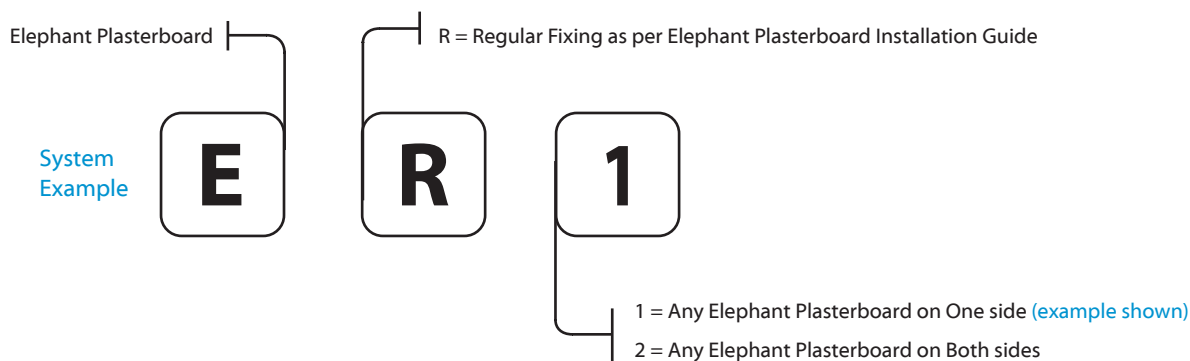 Elephant Plasterboard
R = Regular Fixing as per Elephant Plasterboard Installation Guide
System
Example
E
R
1
1 = Any Elephant Plasterboard on One side (example shown)
2 = Any Elephant Plasterboard on Both sides